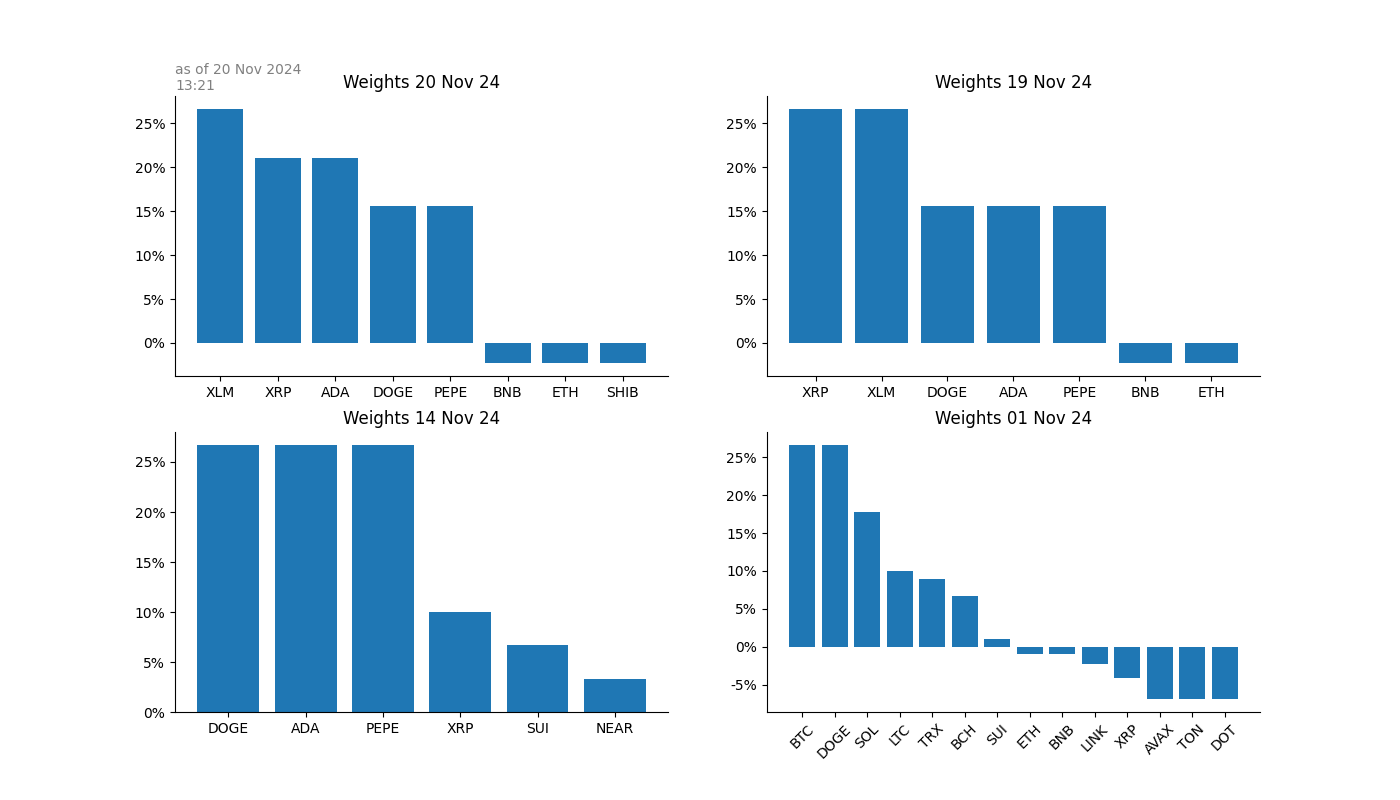 as of 20 Nov 2024
13:21
Weights 20 Nov 24
25%
20%
15%
10%
5%
0%
XLM XRP ADA DOGE PEPE BNB ETH SHIB
Weights 19 Nov 24
25%
20%
15%
10%
5%
0%
XRP XLM DOGE ADA PEPE BNB ETH
Weights 14 Nov 24
25%
20%
15%
10%
5%
0%
DOGE ADA PEPE XRP SUI NEAR
Weights 01 Nov 24
25%
20%
15%
10%
5%
0%
-5%
BTC DOGE SOL LTC TRX BCH SUI ETH BNB LINK XRP AVAX TON DOT